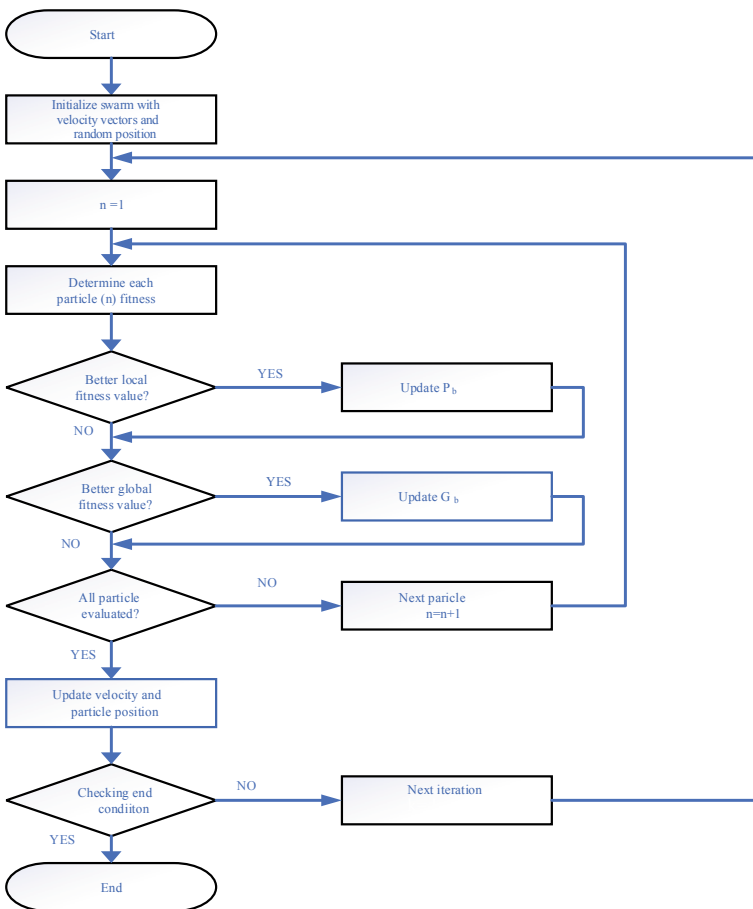 Start
Initialize swarm with
velocity vectors and
random position
n =1
Determine each
particle (n) fitness
Better local
fitness value?
YES
Update P b
NO
Better global
fitness value?
YES
Update G b
NO
All particle
evaluated?
NO
Next paricle
n=n+1
YES
Update velocity and
particle position
Checking end
condiiton
NO
Next iteration
YES
End